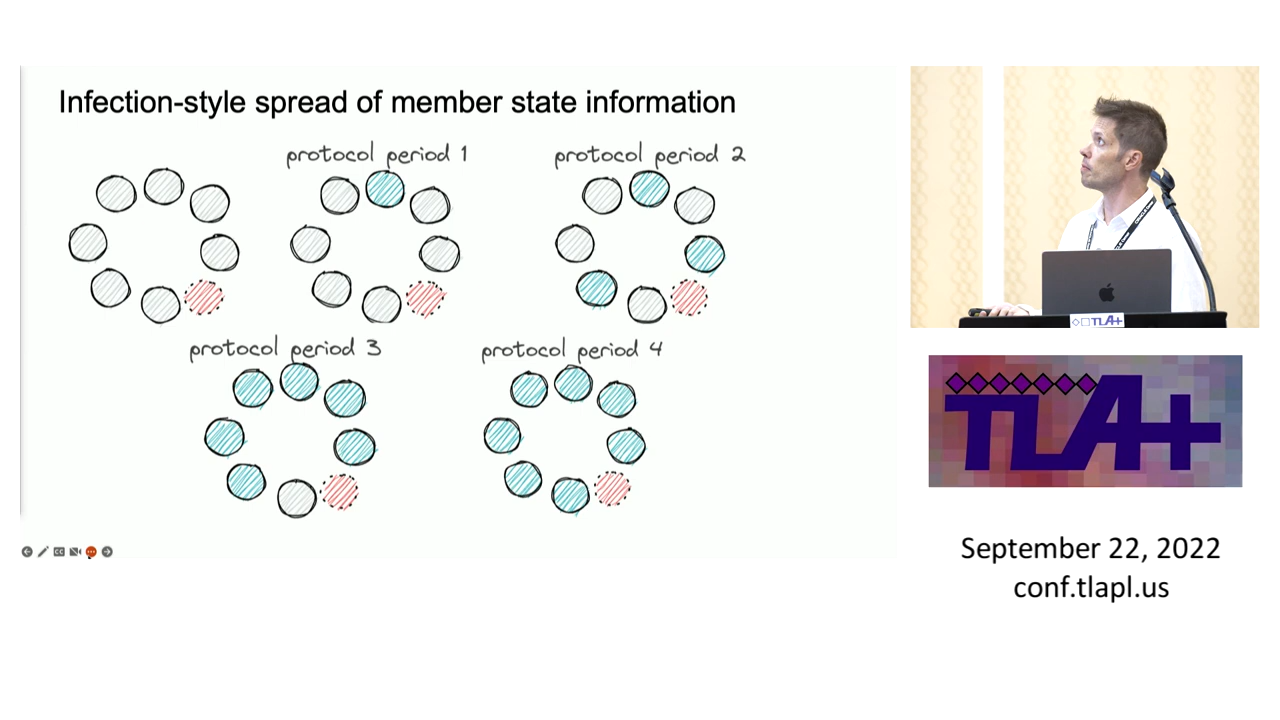 Infection-style spread of member state information
protocol period 1
protocol period 2
protocol period 3
protocol period 4
TLA+
TLA+
September 22, 2022
conf.tlapl.us